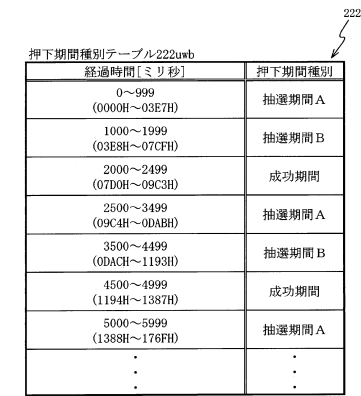 222
押下期間種別テーブル222uwb
経過時間[ミリ秒] 押下期間種別
0～999
(0000H～03E7H)
抽選期間A
1000～1999
(03E8H～07CFH)
抽選期間B
2000～2499
(07D0H～09C3H)
成功期間
2500～3499
(09C4H～0DABH)
抽選期間A
3500～4499
(0DACH～1193H)
抽選期間B
4500～4999
(1194H～1387H)
成功期間
5000～5999
(1388H～176FH)
抽選期間A
・ ・
・ ・
・ ・